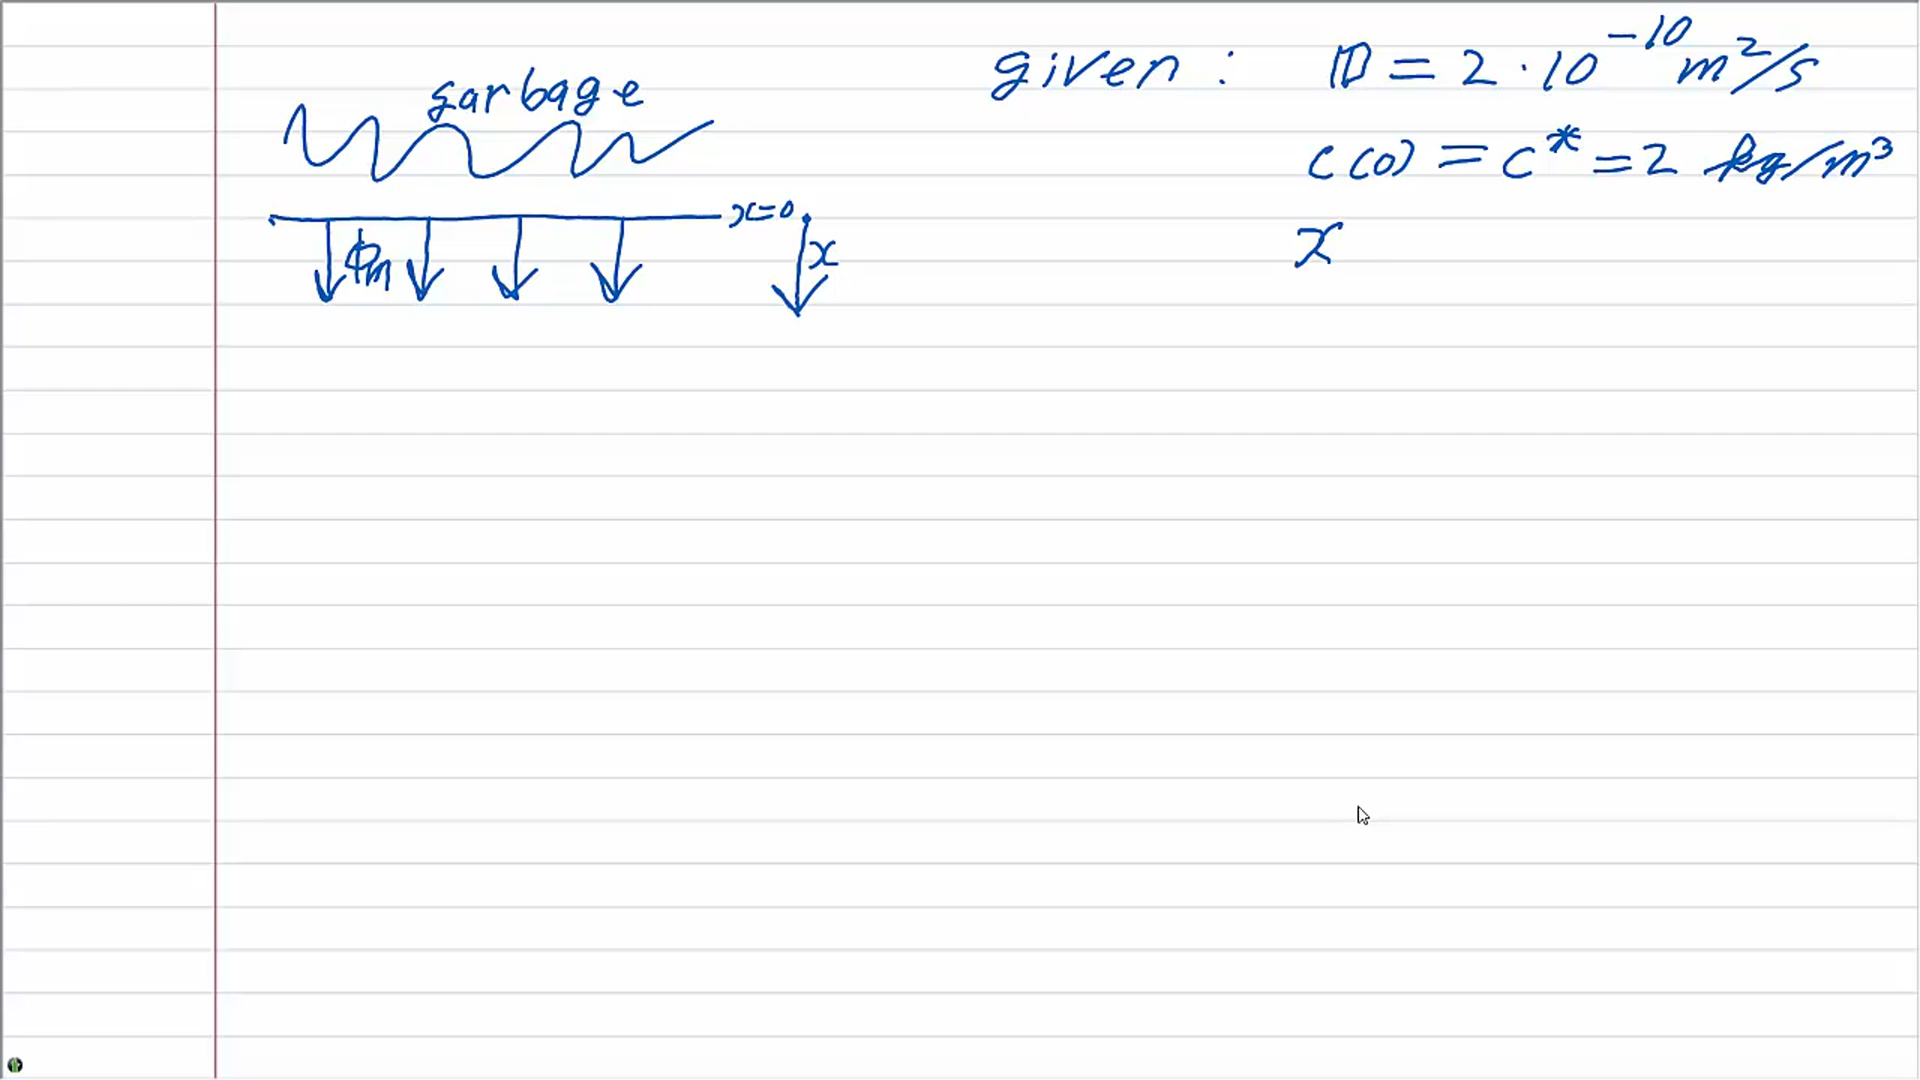 garbage
x=0
ϕm
x
given : D = 2 · 10^-10 m²/s
c(0) = c* = 2 kg/m³
x